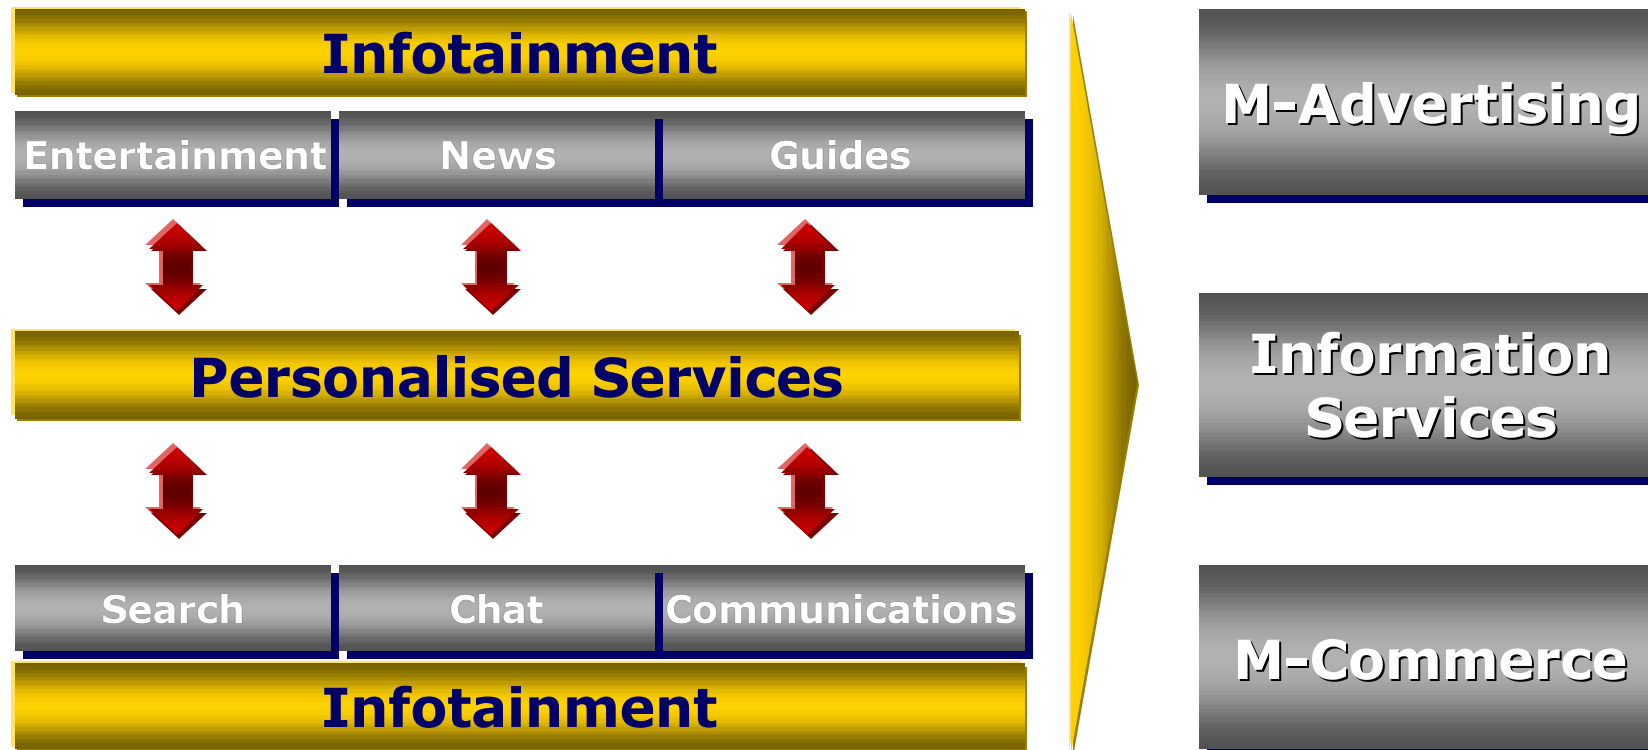 Infotainment
Entertainment
News
Guides
Personalised Services
Search
Chat
Communications
Infotainment
M–Advertising
Information
Services
M–Commerce